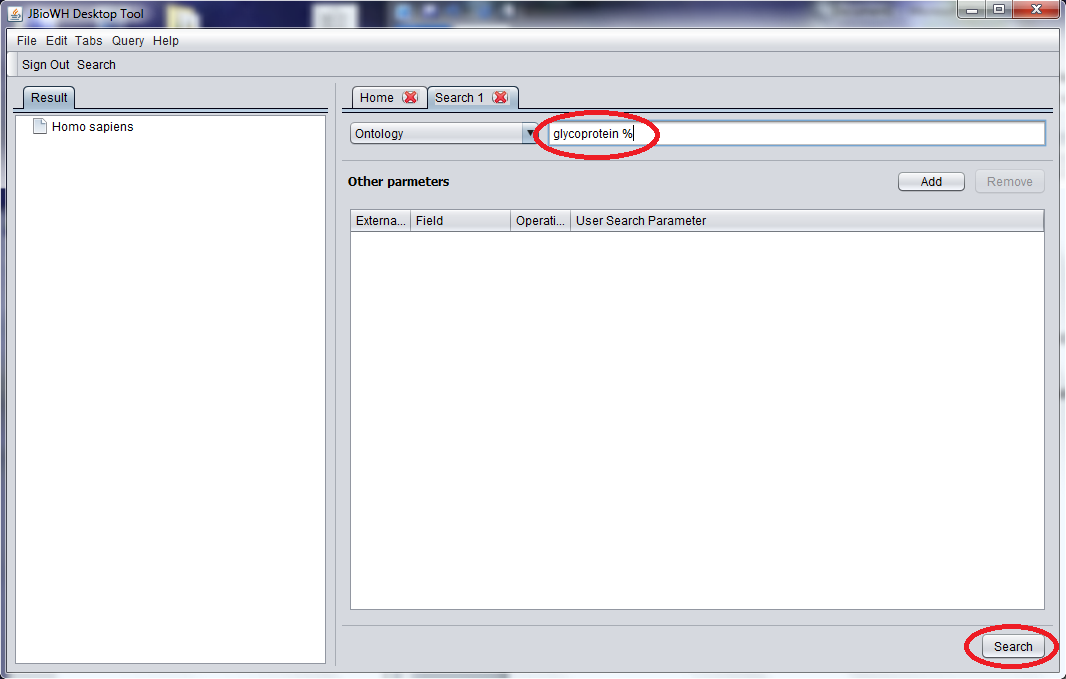 JBioWH Desktop Tool
File Edit Tabs Query Help
Sign Out Search
Result
Homo sapiens
Home Search 1
Ontology glycoprotein %
Other parmeters Add Remove
Externa... Field Operati... User Search Parameter
Search